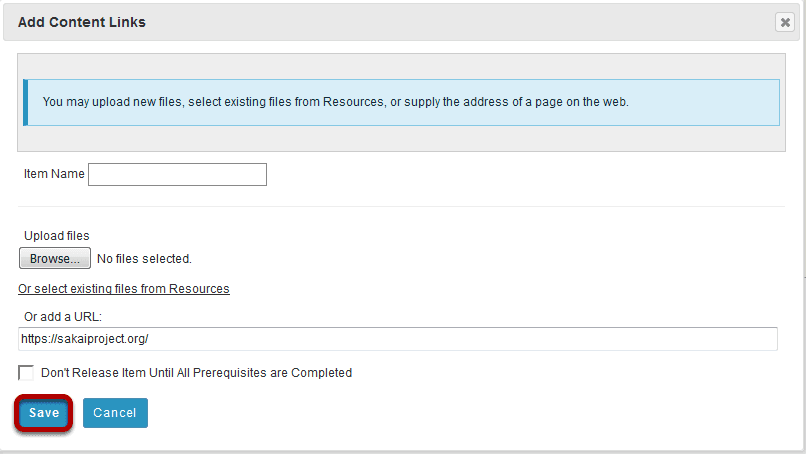 Add Content Links
You may upload new files, select existing files from Resources, or supply the address of a page on the web.
Item Name
Upload files
Browse... No files selected.
Or select existing files from Resources
Or add a URL:
https://sakaiproject.org/
Don't Release Item Until All Prerequisites are Completed
Save Cancel